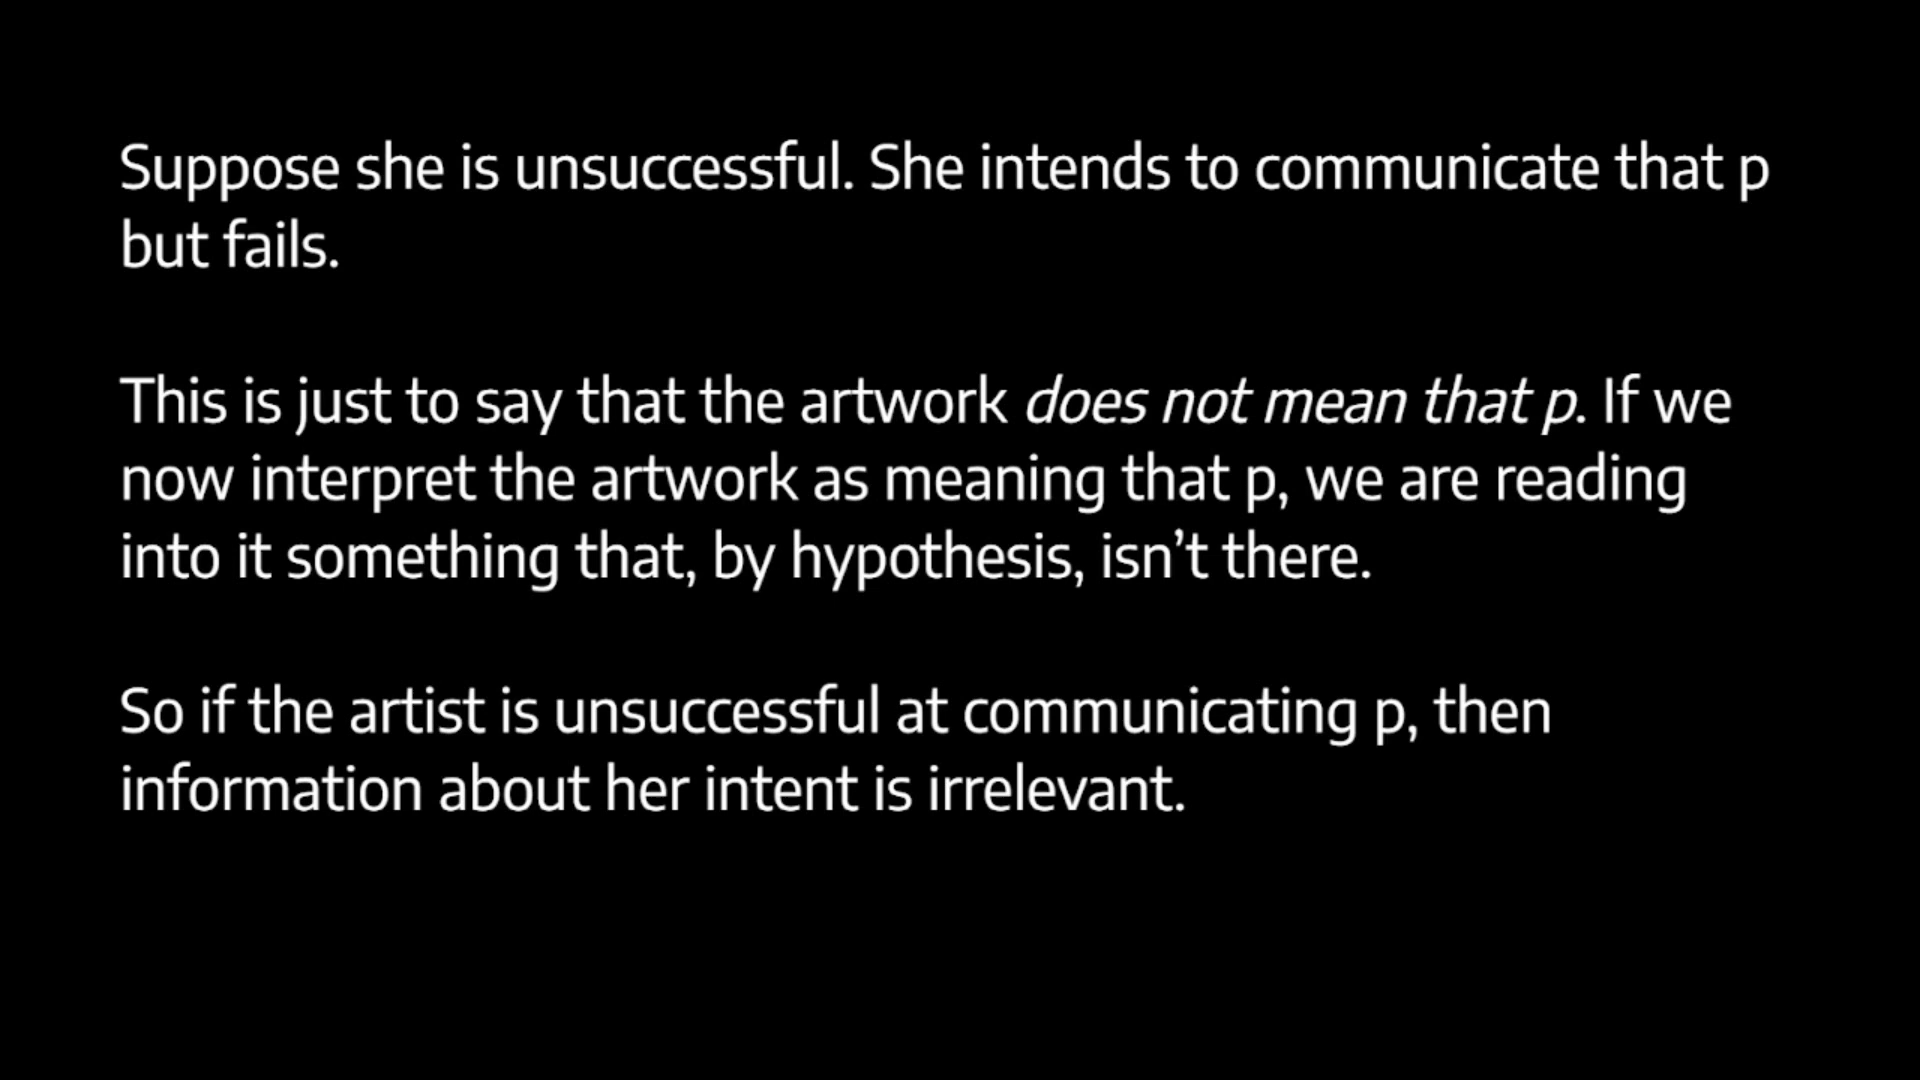 Suppose she is unsuccessful. She intends to communicate that p
but fails.
This is just to say that the artwork does not mean that p. If we
now interpret the artwork as meaning that p, we are reading
into it something that, by hypothesis, isn’t there.
So if the artist is unsuccessful at communicating p, then
information about her intent is irrelevant.